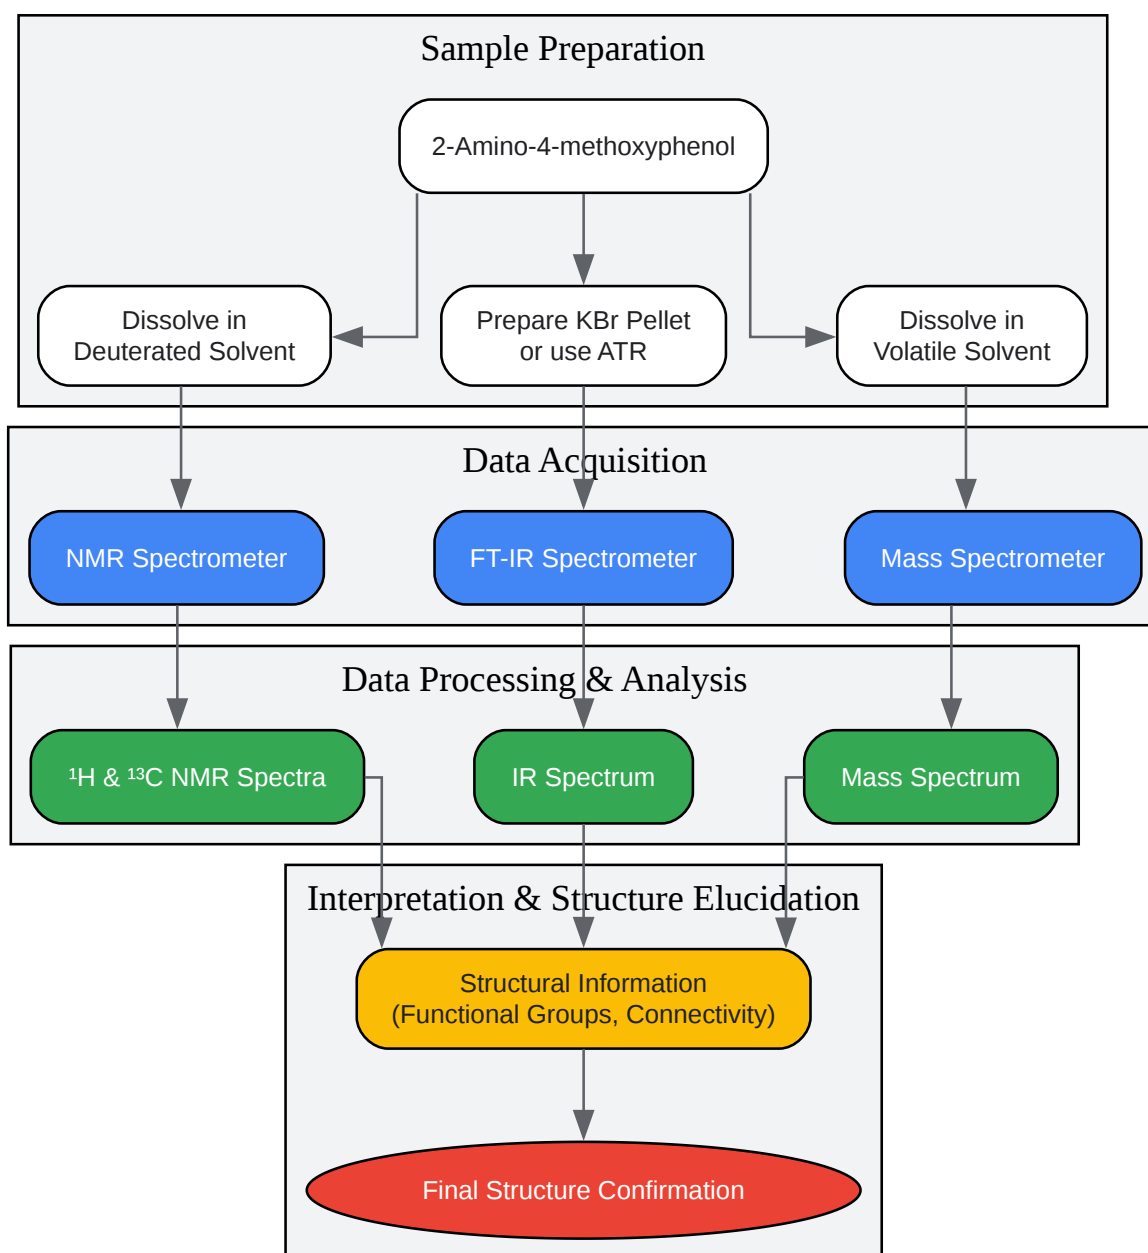 Sample Preparation
2-Amino-4-methoxyphenol
Dissolve in
Deuterated Solvent
Prepare KBr Pellet
or use ATR
Dissolve in
Volatile Solvent
Data Acquisition
NMR Spectrometer
FT-IR Spectrometer
Mass Spectrometer
Data Processing & Analysis
¹H & ¹³C NMR Spectra
IR Spectrum
Mass Spectrum
Interpretation & Structure Elucidation
Structural Information
(Functional Groups, Connectivity)
Final Structure Confirmation